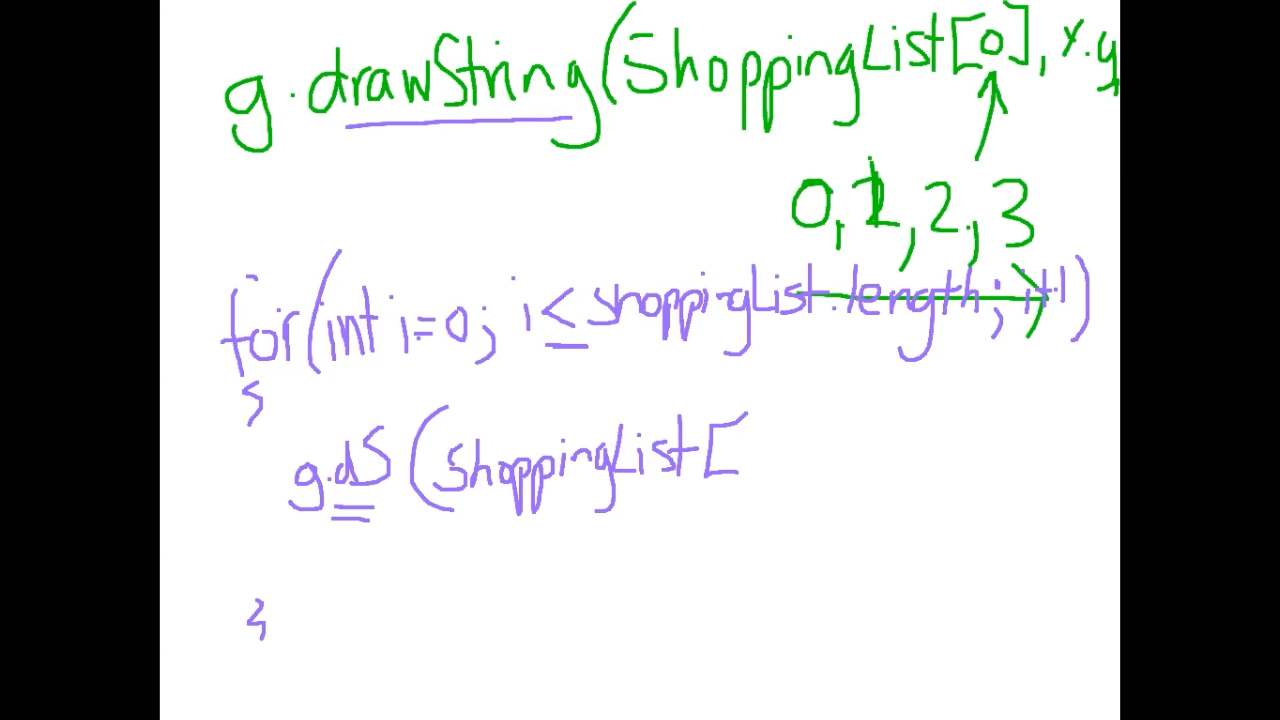 g.drawString(ShoppingList[0], x.y
0, 1, 2, 3
for(int i=0; i≤shoppingList.length; i++)
{
g.dS (ShoppingList[
}